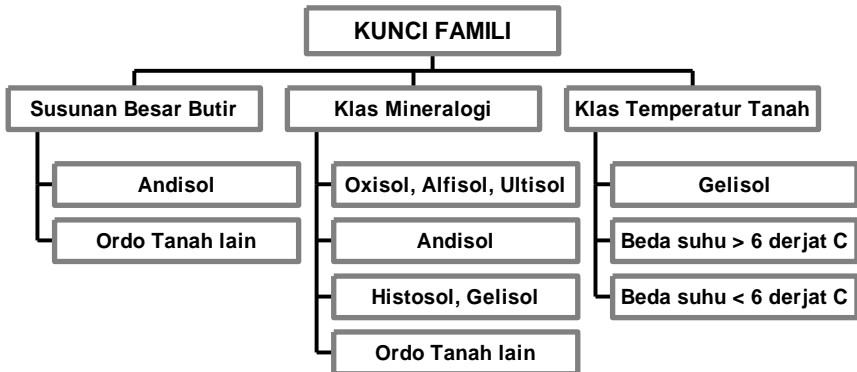 KUNCI FAMILI
Susunan Besar Butir
Klas Mineralogi
Klas Temperatur Tanah
Andisol
Oxisol, Alfisol, Ultisol
Gelisol
Ordo Tanah lain
Andisol
Beda suhu > 6 derjat C
Histosol, Gelisol
Beda suhu < 6 derjat C
Ordo Tanah lain